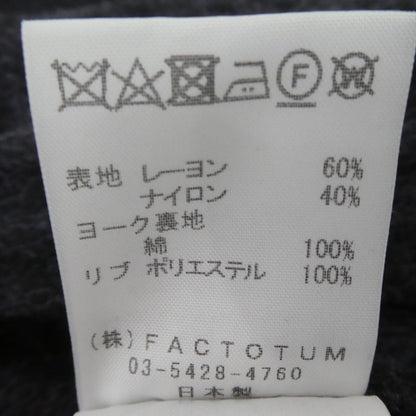 表地 レーヨン 60%
ナイロン 40%
ヨーク裏地
綿 100%
リブ ポリエステル 100%
(株)FACTOTUM
03-5428-4760
日本製